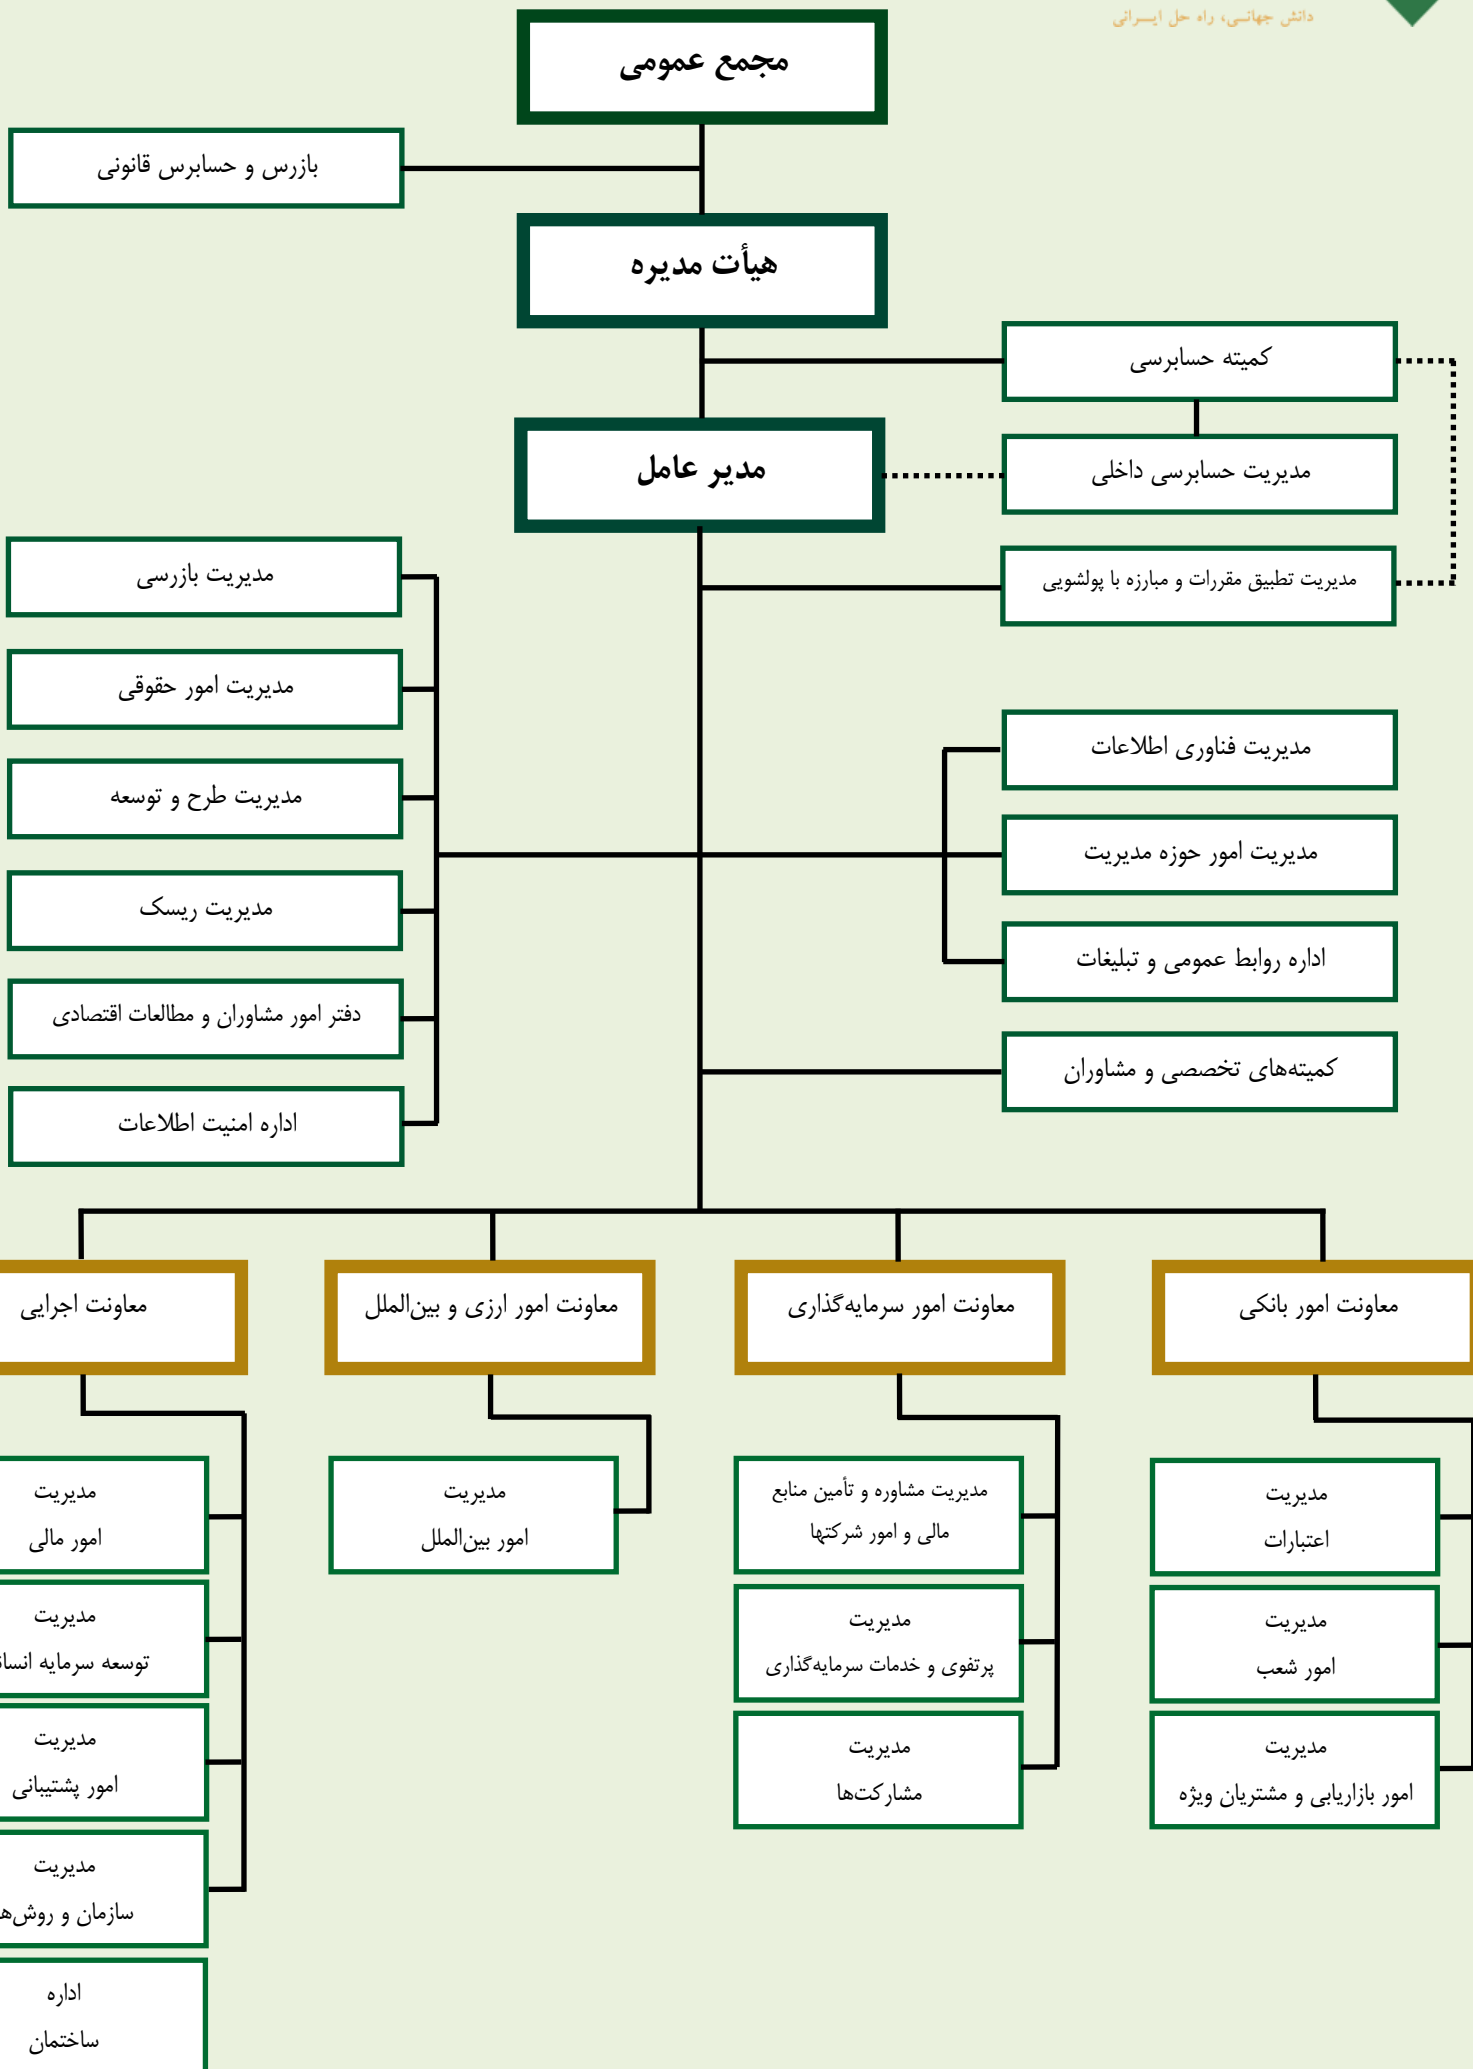 دانش جهانی، راه حل ایرانی
مجمع عمومی
بازرس و حسابرس قانونی
هیأت مدیره
کمیته حسابرسی
مدیر عامل
مدیریت حسابرسی داخلی
مدیریت تطبیق مقررات و مبارزه با پولشویی
مدیریت بازرسی
مدیریت امور حقوقی
مدیریت طرح و توسعه
مدیریت ریسک
دفتر امور مشاوران و مطالعات اقتصادی
اداره امنیت اطلاعات
مدیریت فناوری اطلاعات
مدیریت امور حوزه مدیریت
اداره روابط عمومی و تبلیغات
کمیته‌های تخصصی و مشاوران
معاونت امور بانکی
معاونت امور سرمایه‌گذاری
معاونت امور ارزی و بین‌الملل
معاونت اجرایی
مدیریت
اعتبارات
مدیریت
امور شعب
مدیریت
امور بازاریابی و مشتریان ویژه
مدیریت مشاوره و تأمین منابع
مالی و امور شرکتها
مدیریت
پرتفوی و خدمات سرمایه‌گذاری
مدیریت
مشارکت‌ها
مدیریت
امور بین‌الملل
مدیریت
امور مالی
مدیریت
توسعه سرمایه
مدیریت
امور پشتیبانی
مدیریت
سازمان و
اداره
ساختمان